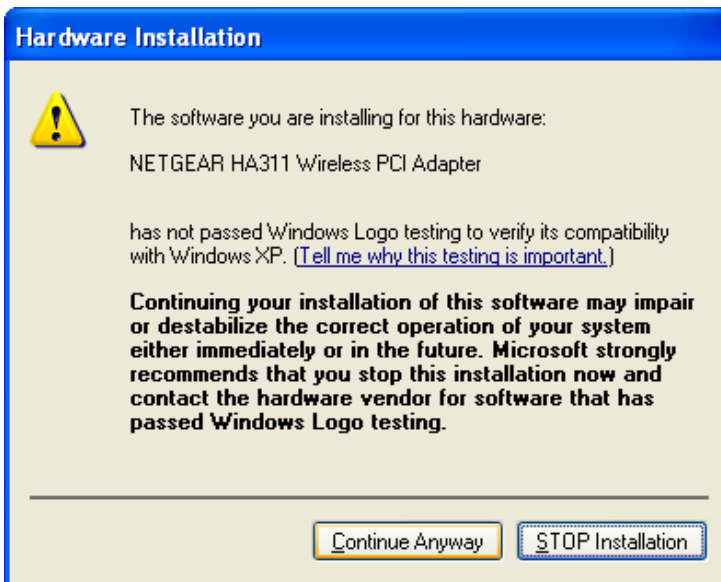 Hardware Installation
The software you are installing for this hardware:
NETGEAR HA311 Wireless PCI Adapter
has not passed Windows Logo testing to verify its compatibility
with Windows XP. (Tell me why this testing is important.)
Continuing your installation of this software may impair
or destabilize the correct operation of your system
either immediately or in the future. Microsoft strongly
recommends that you stop this installation now and
contact the hardware vendor for software that has
passed Windows Logo testing.
Continue Anyway
STOP Installation